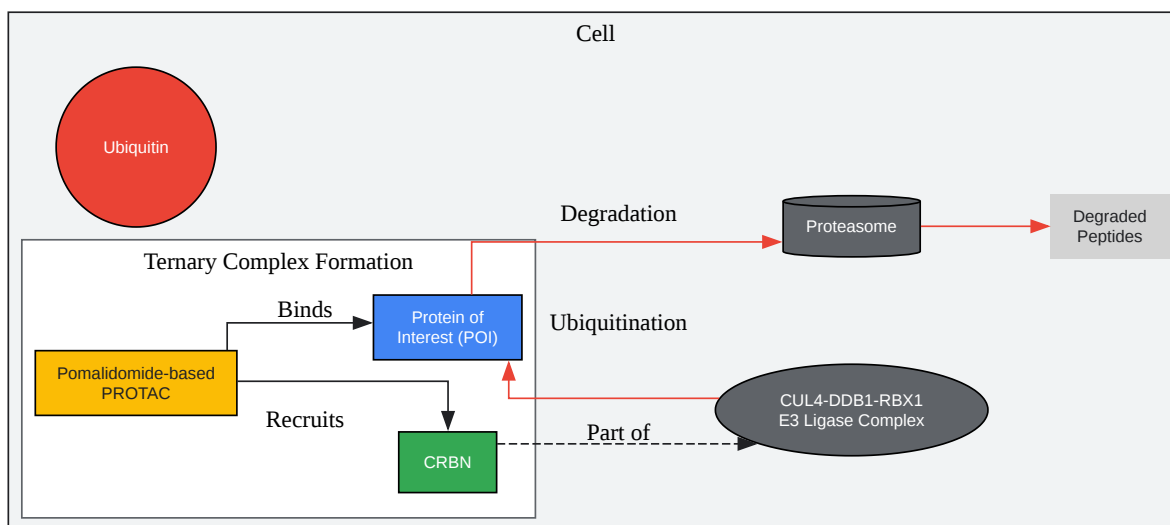 Cell
Ubiquitin
Degradation
Proteasome
Degraded
Peptides
Ternary Complex Formation
Binds
Protein of
Interest (POI)
Ubiquitination
Pomalidomide-based
PROTAC
Recruits
CUL4-DDB1-RBX1
E3 Ligase Complex
Part of
CRBN